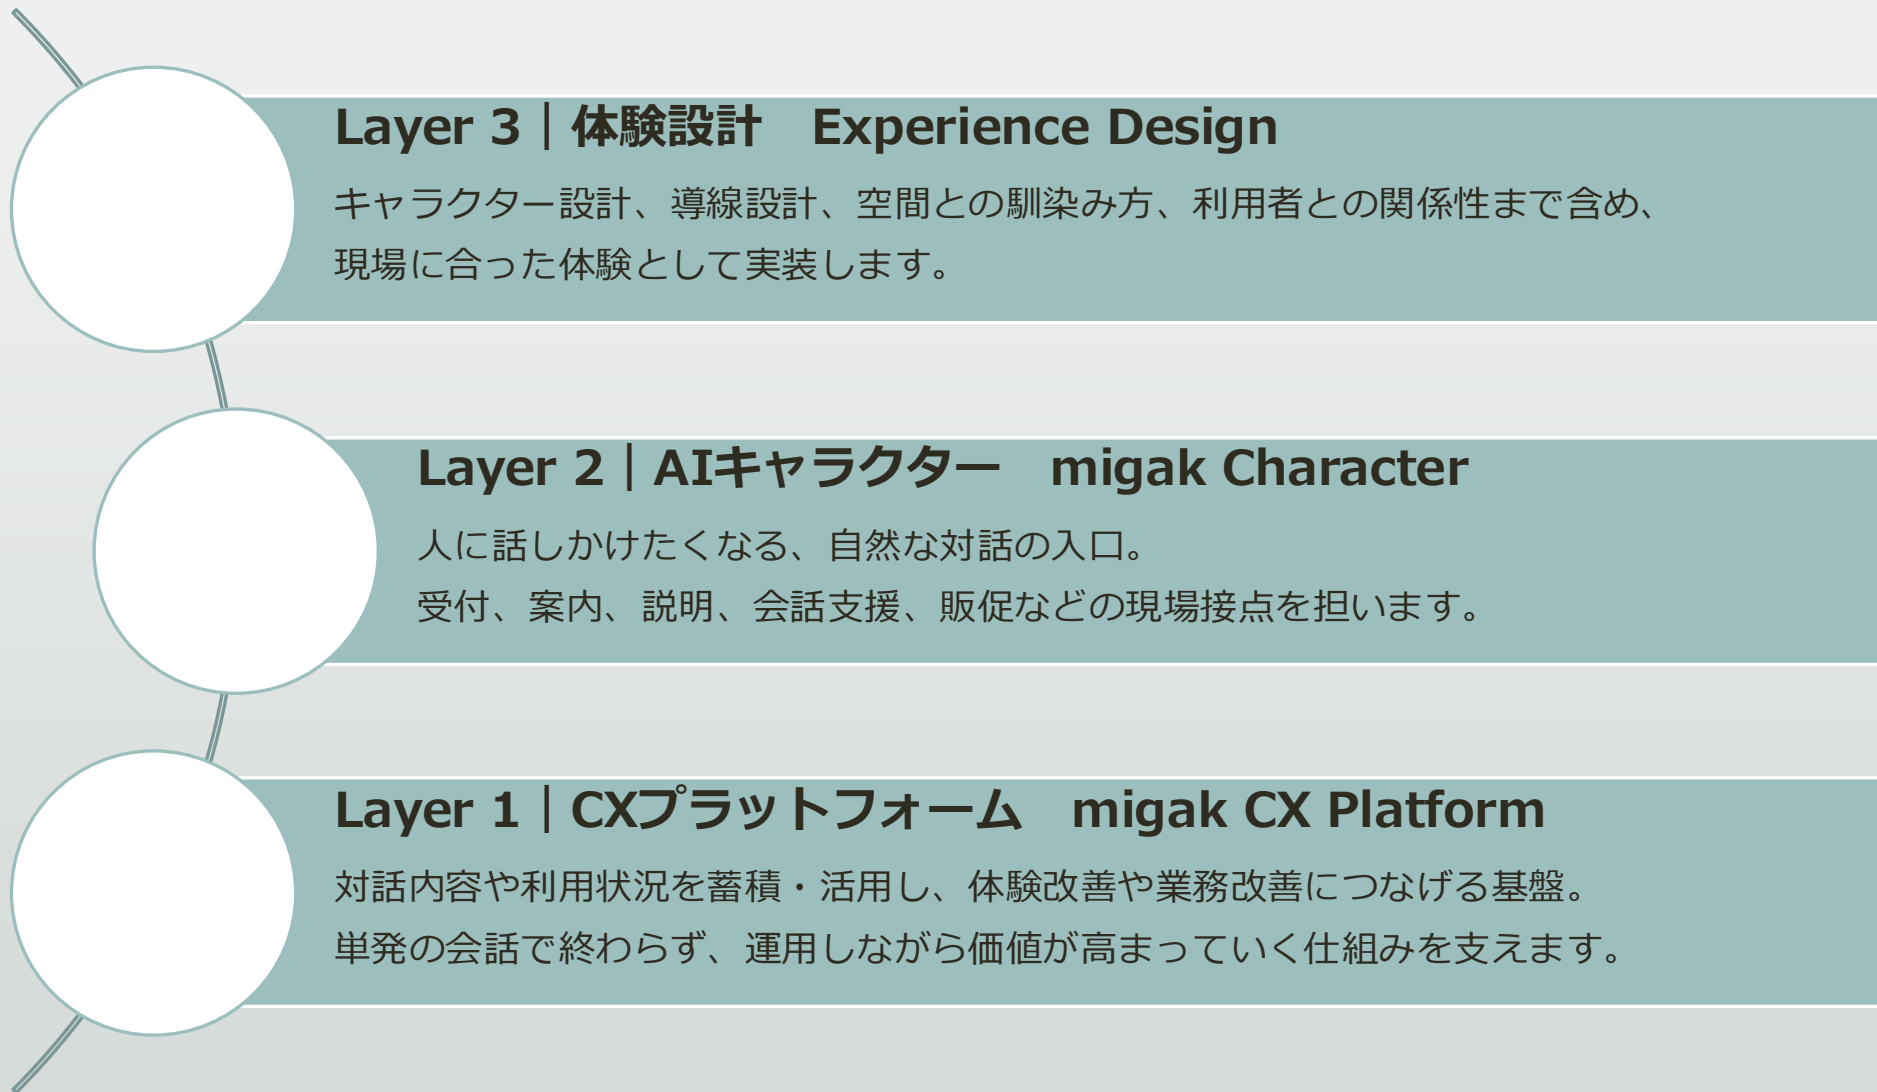 Layer 3｜体験設計　Experience Design
キャラクター設計、導線設計、空間との馴染み方、利用者との関係性まで含め、
現場に合った体験として実装します。
Layer 2｜AIキャラクター　migak Character
人に話しかけたくなる、自然な対話の入口。
受付、案内、説明、会話支援、販促などの現場接点を担います。
Layer 1｜CXプラットフォーム　migak CX Platform
対話内容や利用状況を蓄積・活用し、体験改善や業務改善につなげる基盤。
単発の会話で終わらず、運用しながら価値が高まっていく仕組みを支えます。